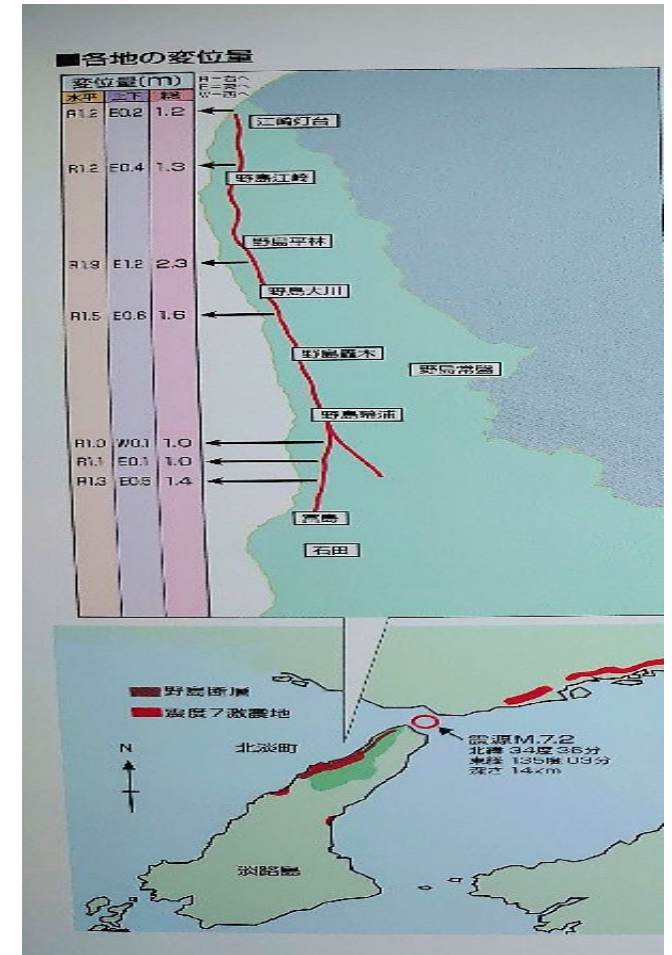 ■各地の変位量
変位量(m)
R=右へ
E=東へ
W=西へ
水平 上下 総合
R1.2 E0.2 1.2
江崎灯台
R1.2 E0.4 1.3
野島江崎
野島平林
R1.9 E1.2 2.3
野島大川
R1.5 E0.6 1.6
野島轟木
野島常盤
野島蟇浦
R1.0 W0.1 1.0
R1.1 E0.1 1.0
R1.3 E0.5 1.4
富島
石田
野島断層
震度7激震地
N
北淡町
震源M.7.2
北緯34度36分
東経135度03分
深さ14km
淡路島